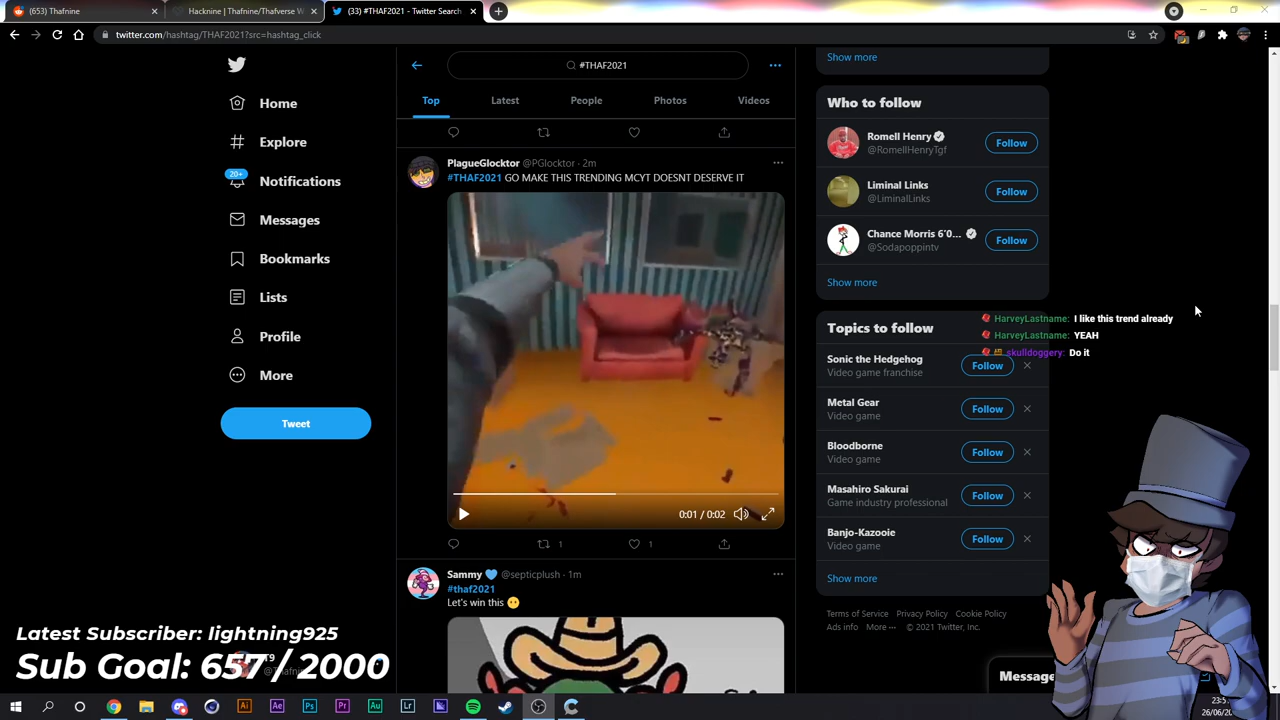 (653) Thafnine
Hacknine | Thafnine/Thafverse W
(33) #THAF2021 - Twitter Search
twitter.com/hashtag/THAF2021?src=hashtag_click
Home
Explore
20+
Notifications
Messages
Bookmarks
Lists
Profile
More
Tweet
#THAF2021
Top
Latest
People
Photos
Videos
PlagueGlocktor @PGlocktor · 2m
#THAF2021 GO MAKE THIS TRENDING MCYT DOESNT DESERVE IT
0:01 / 0:02
1
1
Sammy @septicplush · 1m
#thaf2021
Let's win this
Show more
Who to follow
Romell Henry
@RomellHenryTgf
Follow
Liminal Links
@LiminalLinks
Follow
Chance Morris 6'0...
@Sodapoppintv
Follow
Show more
Topics to follow
Sonic the Hedgehog
Video game franchise
Follow
Metal Gear
Video game
Follow
Bloodborne
Video game
Follow
Masahiro Sakurai
Game industry professional
Follow
Banjo-Kazooie
Video game
Follow
Show more
Terms of Service Privacy Policy Cookie Policy
Ads info More © 2021 Twitter, Inc.
HarveyLastname: I like this trend already
HarveyLastname: YEAH
skulldoggery: Do it
Latest Subscriber: lightning925
Sub Goal: 657 / 2000
Ai
Ae
Ps
Pr
Au
Lr